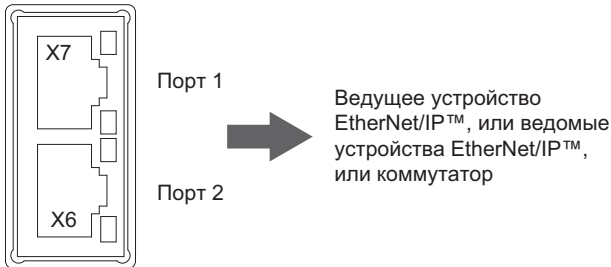 X7
Порт 1
Ведущее устройство
EtherNet/IP™, или ведомые
устройства EtherNet/IP™,
или коммутатор
Порт 2
X6